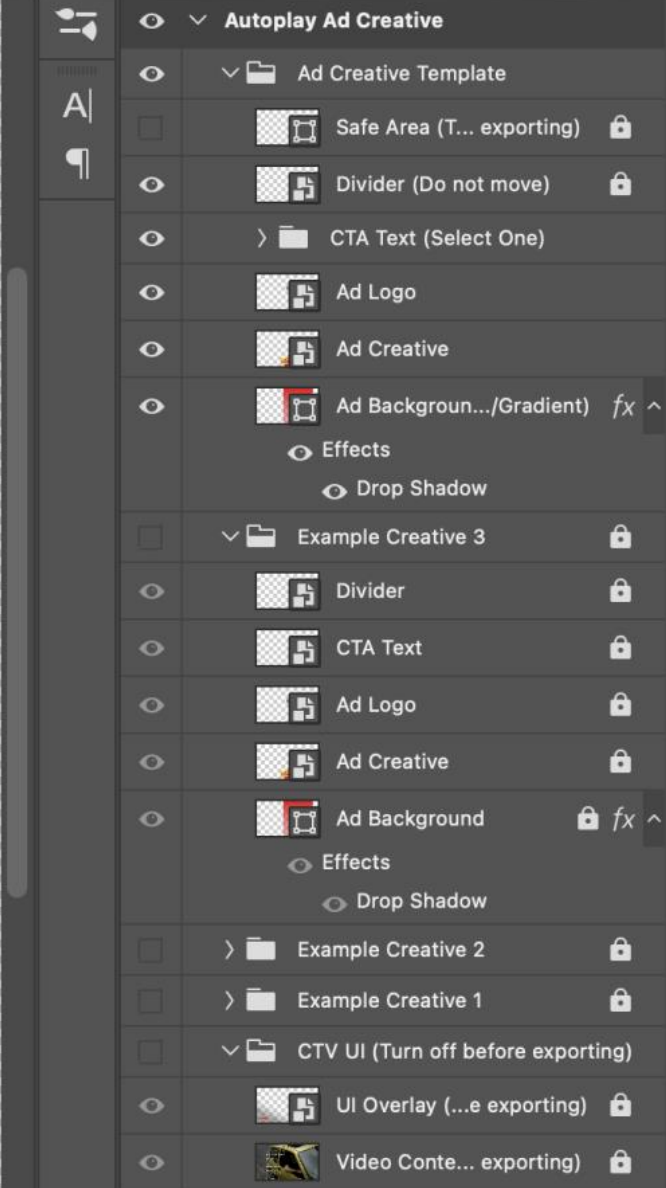 Autoplay Ad Creative
Ad Creative Template
A|
Safe Area (T... exporting)
¶
Divider (Do not move)
CTA Text (Select One)
Ad Logo
Ad Creative
Ad Backgroun.../Gradient) fx
Effects
Drop Shadow
Example Creative 3
Divider
CTA Text
Ad Logo
Ad Creative
Ad Background fx
Effects
Drop Shadow
Example Creative 2
Example Creative 1
CTV UI (Turn off before exporting)
UI Overlay (...e exporting)
Video Conte... exporting)